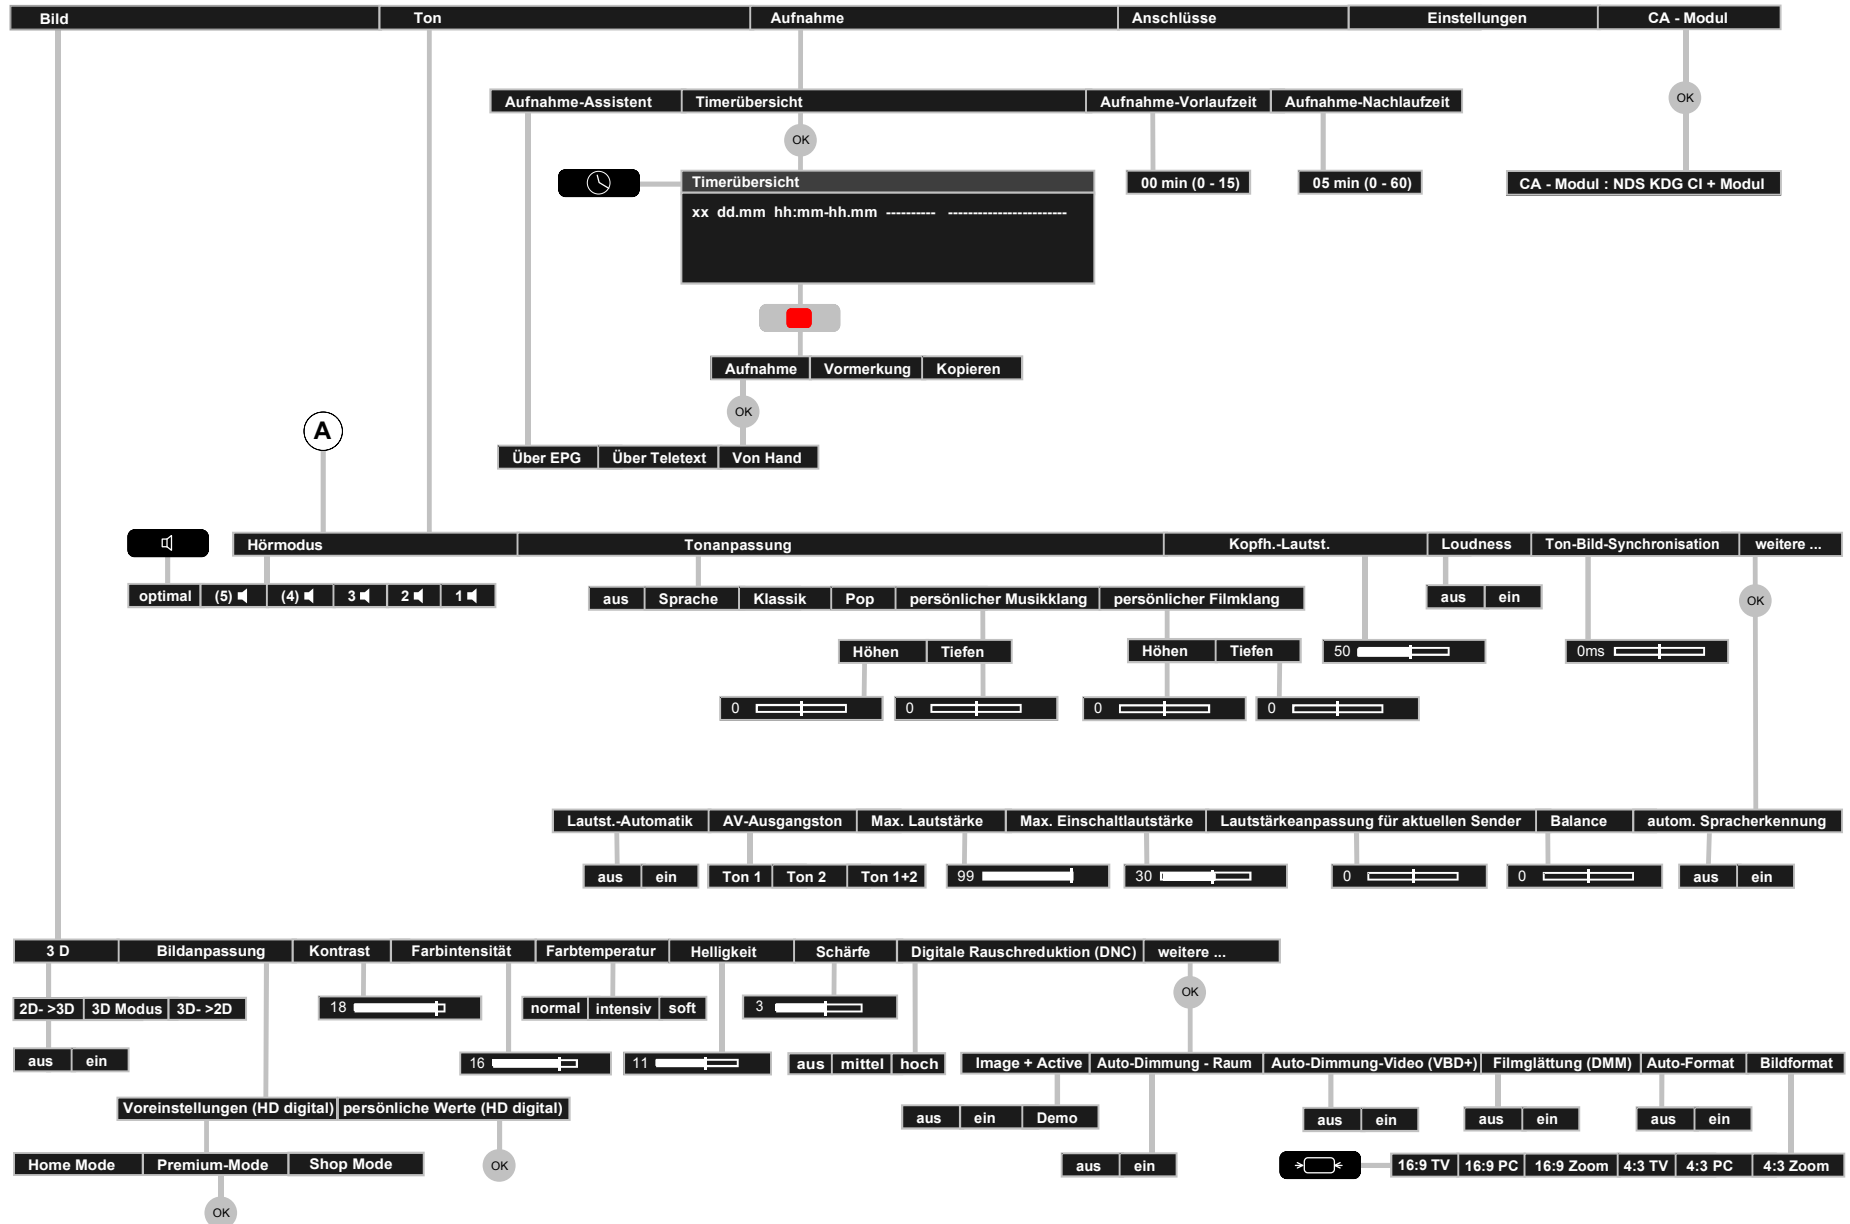 Bild Ton Aufnahme Anschlüsse Einstellungen CA - Modul
Aufnahme-Assistent Timerübersicht Aufnahme-Vorlaufzeit Aufnahme-Nachlaufzeit OK
OK
Timerübersicht 00 min (0 - 15) 05 min (0 - 60) CA - Modul : NDS KDG CI + Modul
xx dd.mm hh:mm-hh.mm ---------- ------------------------
Aufnahme Vormerkung Kopieren
OK
A
Über EPG Über Teletext Von Hand
Hörmodus Tonanpassung Kopfh.-Lautst. Loudness Ton-Bild-Synchronisation weitere ...
optimal (5) (4) 3 2 1 aus Sprache Klassik Pop persönlicher Musikklang persönlicher Filmklang aus ein OK
Höhen Tiefen Höhen Tiefen 50 0ms
0 0 0 0
Lautst.-Automatik AV-Ausgangston Max. Lautstärke Max. Einschaltlautstärke Lautstärkeanpassung für aktuellen Sender Balance autom. Spracherkennung
aus ein Ton 1 Ton 2 Ton 1+2 99 30 0 0 aus ein
3 D Bildanpassung Kontrast Farbintensität Farbtemperatur Helligkeit Schärfe Digitale Rauschreduktion (DNC) weitere ...
OK
2D- >3D 3D Modus 3D- >2D 18 normal intensiv soft 3
aus ein 16 11 aus mittel hoch Image + Active Auto-Dimmung - Raum Auto-Dimmung-Video (VBD+) Filmglättung (DMM) Auto-Format Bildformat
Voreinstellungen (HD digital) persönliche Werte (HD digital) aus ein Demo aus ein aus ein aus ein
Home Mode Premium-Mode Shop Mode OK aus ein 16:9 TV 16:9 PC 16:9 Zoom 4:3 TV 4:3 PC 4:3 Zoom
OK